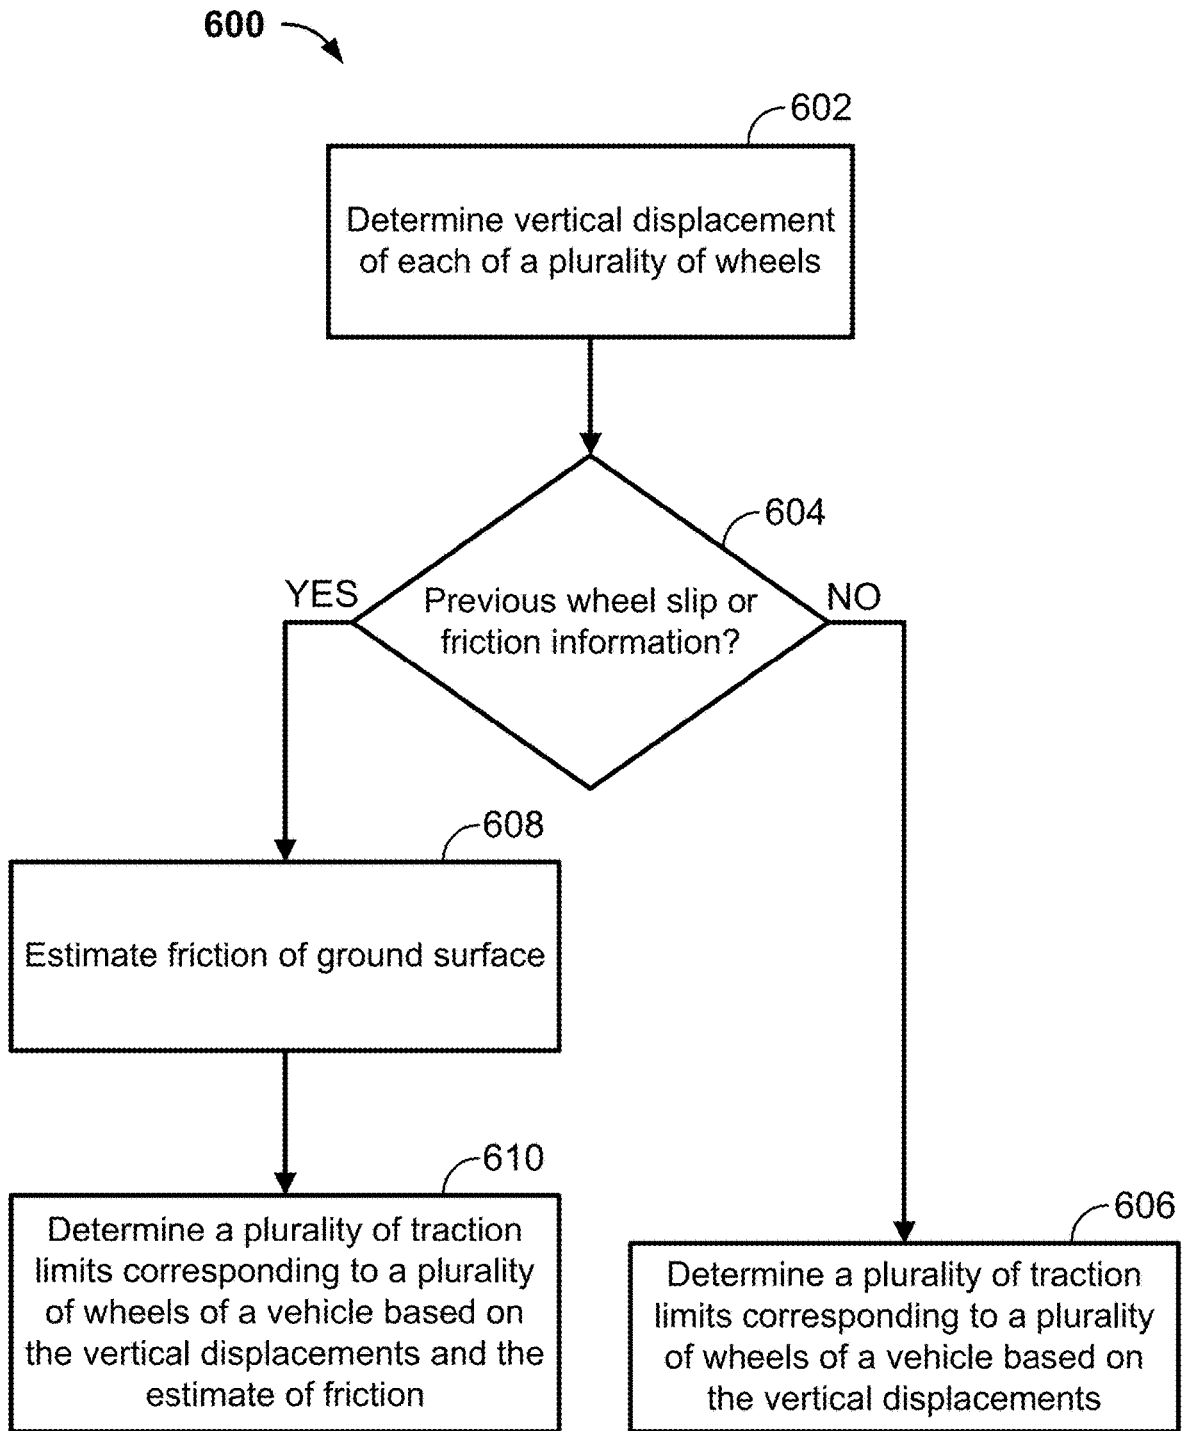 600
602
Determine vertical displacement
of each of a plurality of wheels
604
YES
Previous wheel slip or
friction information?
NO
608
Estimate friction of ground surface
610
Determine a plurality of traction
limits corresponding to a plurality
of wheels of a vehicle based on
the vertical displacements and the
estimate of friction
606
Determine a plurality of traction
limits corresponding to a plurality
of wheels of a vehicle based on
the vertical displacements